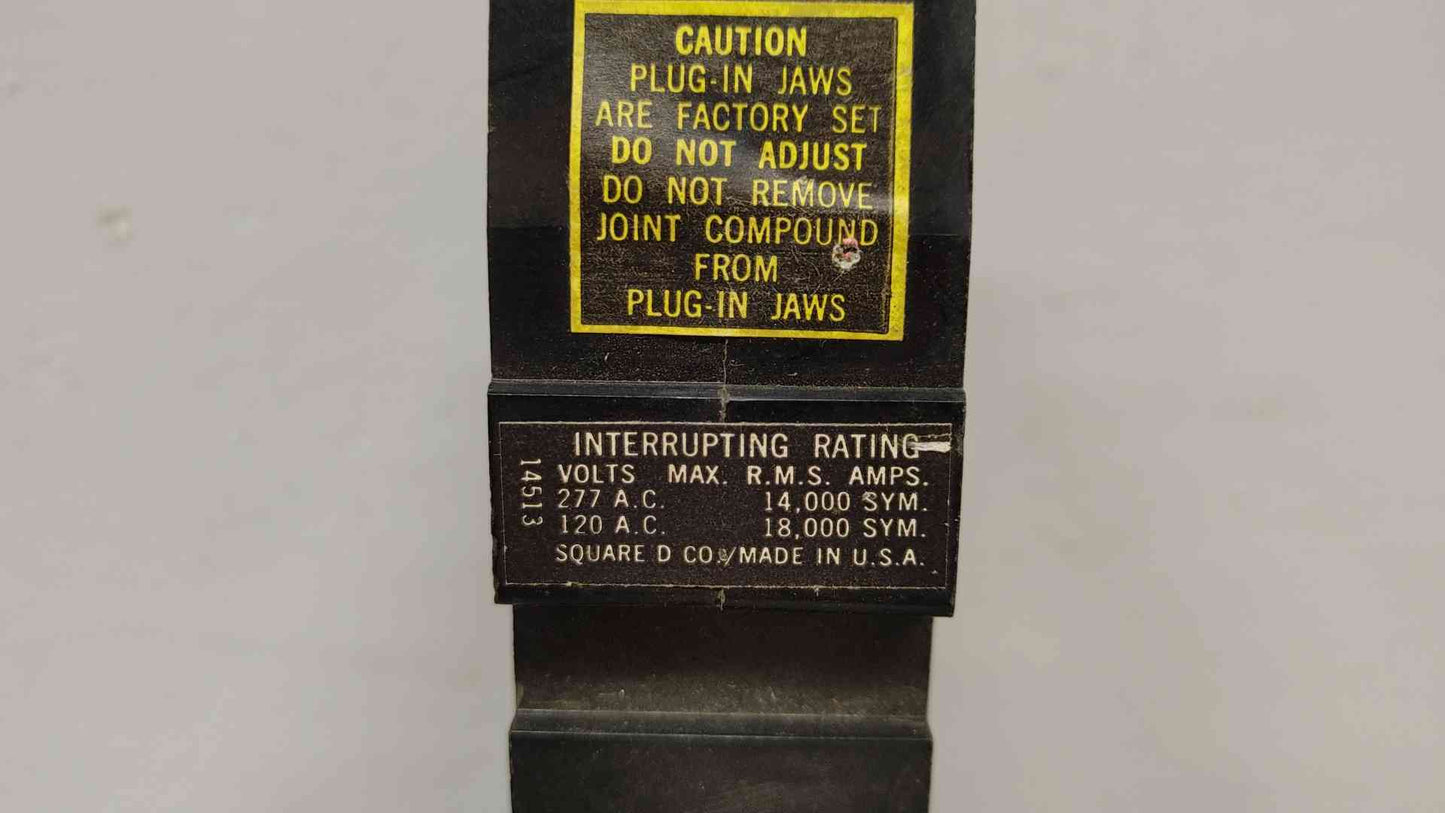 CAUTION
PLUG-IN JAWS
ARE FACTORY SET
DO NOT ADJUST
DO NOT REMOVE
JOINT COMPOUND
FROM
PLUG-IN JAWS
INTERRUPTING RATING
VOLTS MAX. R.M.S. AMPS.
277 A.C. 14,000 SYM.
120 A.C. 18,000 SYM.
SQUARE D CO./MADE IN U.S.A.
14513